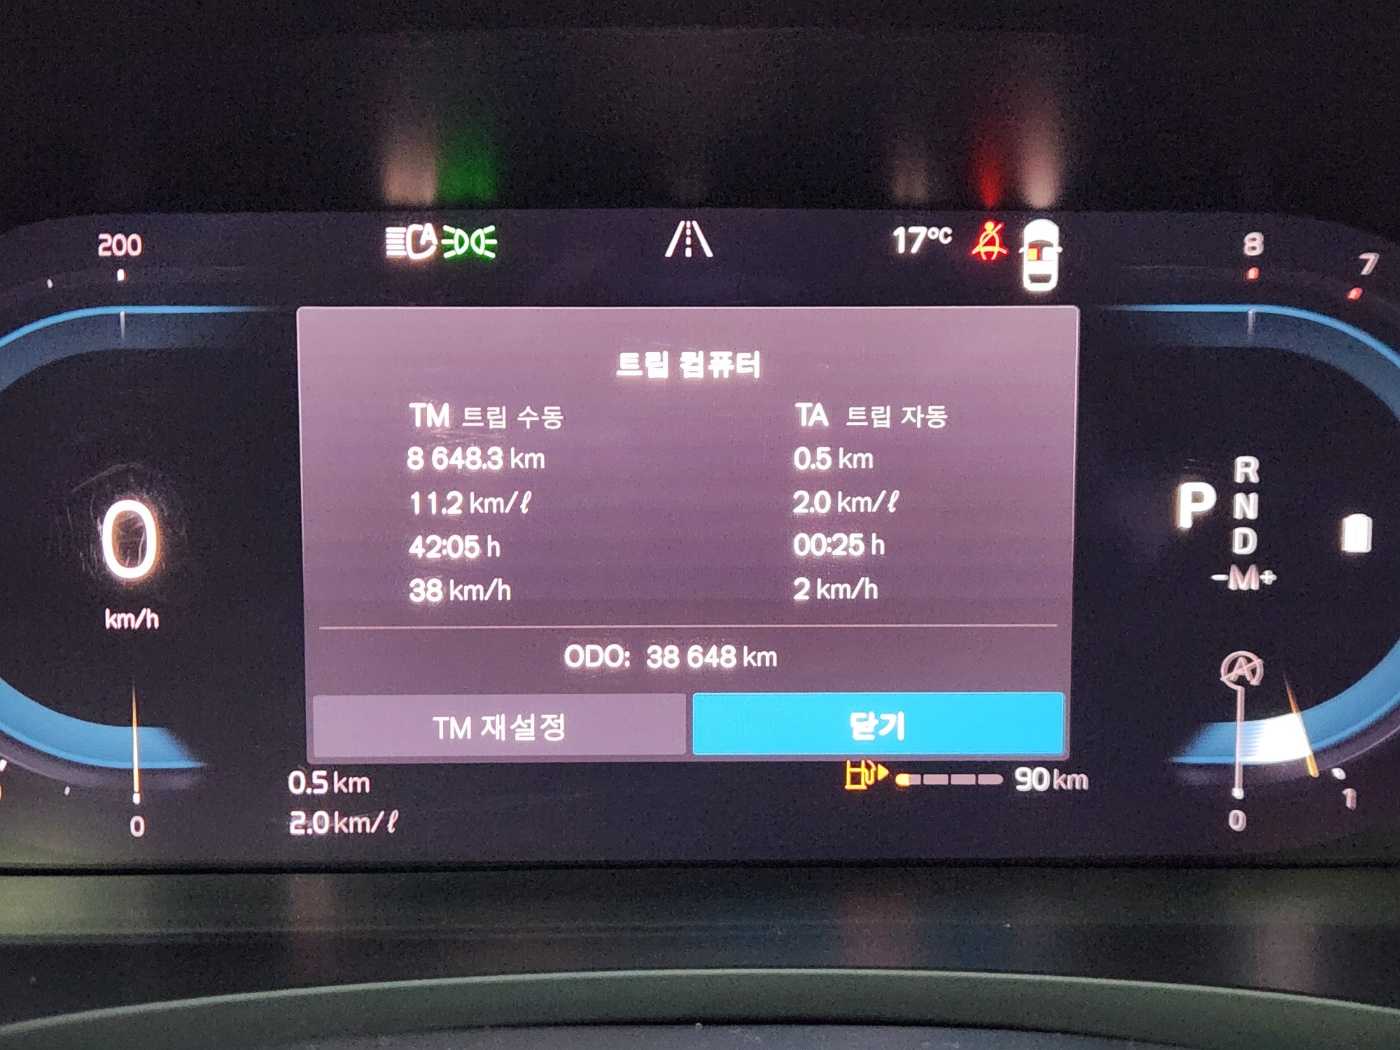 200
A
17°C
8
7
트립 컴퓨터
TM 트립 수동
TA 트립 자동
8 648.3 km
0.5 km
11.2 km/ℓ
2.0 km/ℓ
42:05 h
00:25 h
38 km/h
2 km/h
ODO: 38 648 km
TM 재설정
닫기
0
km/h
P
R
N
D
-M+
A
0.5 km
2.0 km/ℓ
90 km
0
0
1